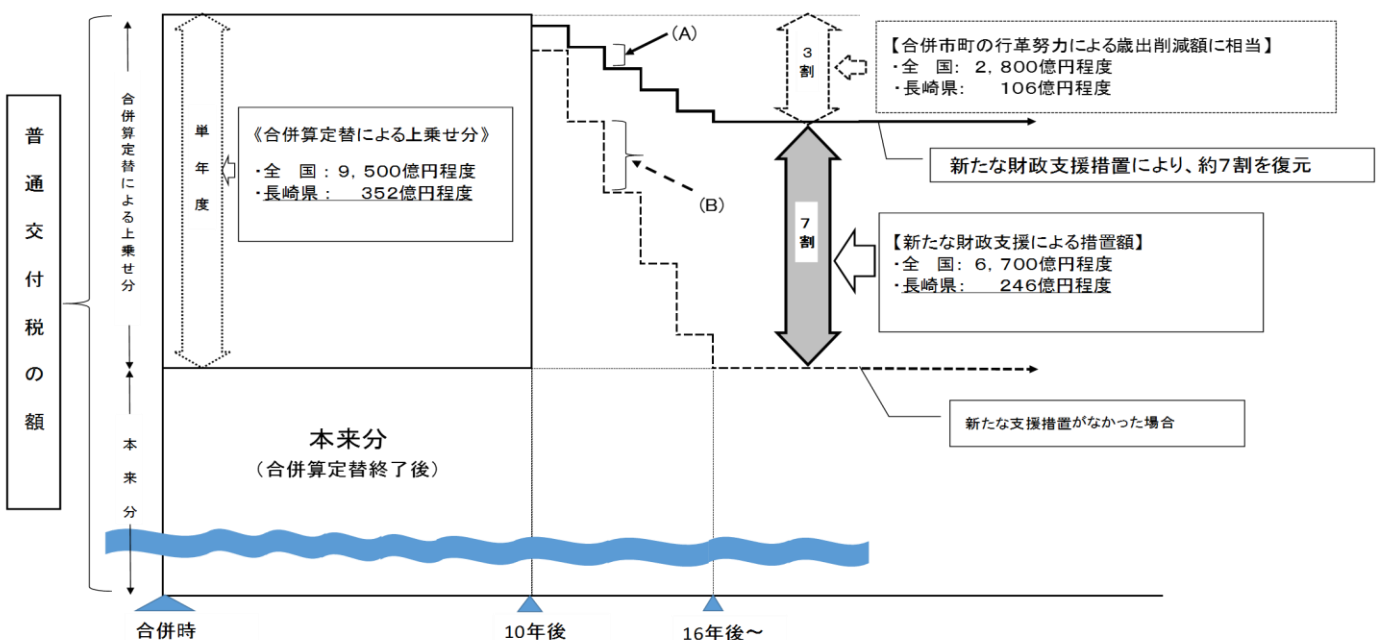 普通交付税の額
合併算定替による上乗せ分
本来分
単年度
《合併算定替による上乗せ分》
・全　国：9，500億円程度
・長崎県：　352億円程度
(A)
(B)
3割
【合併市町の行革努力による歳出削減額に相当】
・全　国：2，800億円程度
・長崎県：　106億円程度
新たな財政支援措置により、約7割を復元
7割
【新たな財政支援による措置額】
・全　国：6，700億円程度
・長崎県：　246億円程度
新たな支援措置がなかった場合
本来分
（合併算定替終了後）
合併時
10年後
16年後～